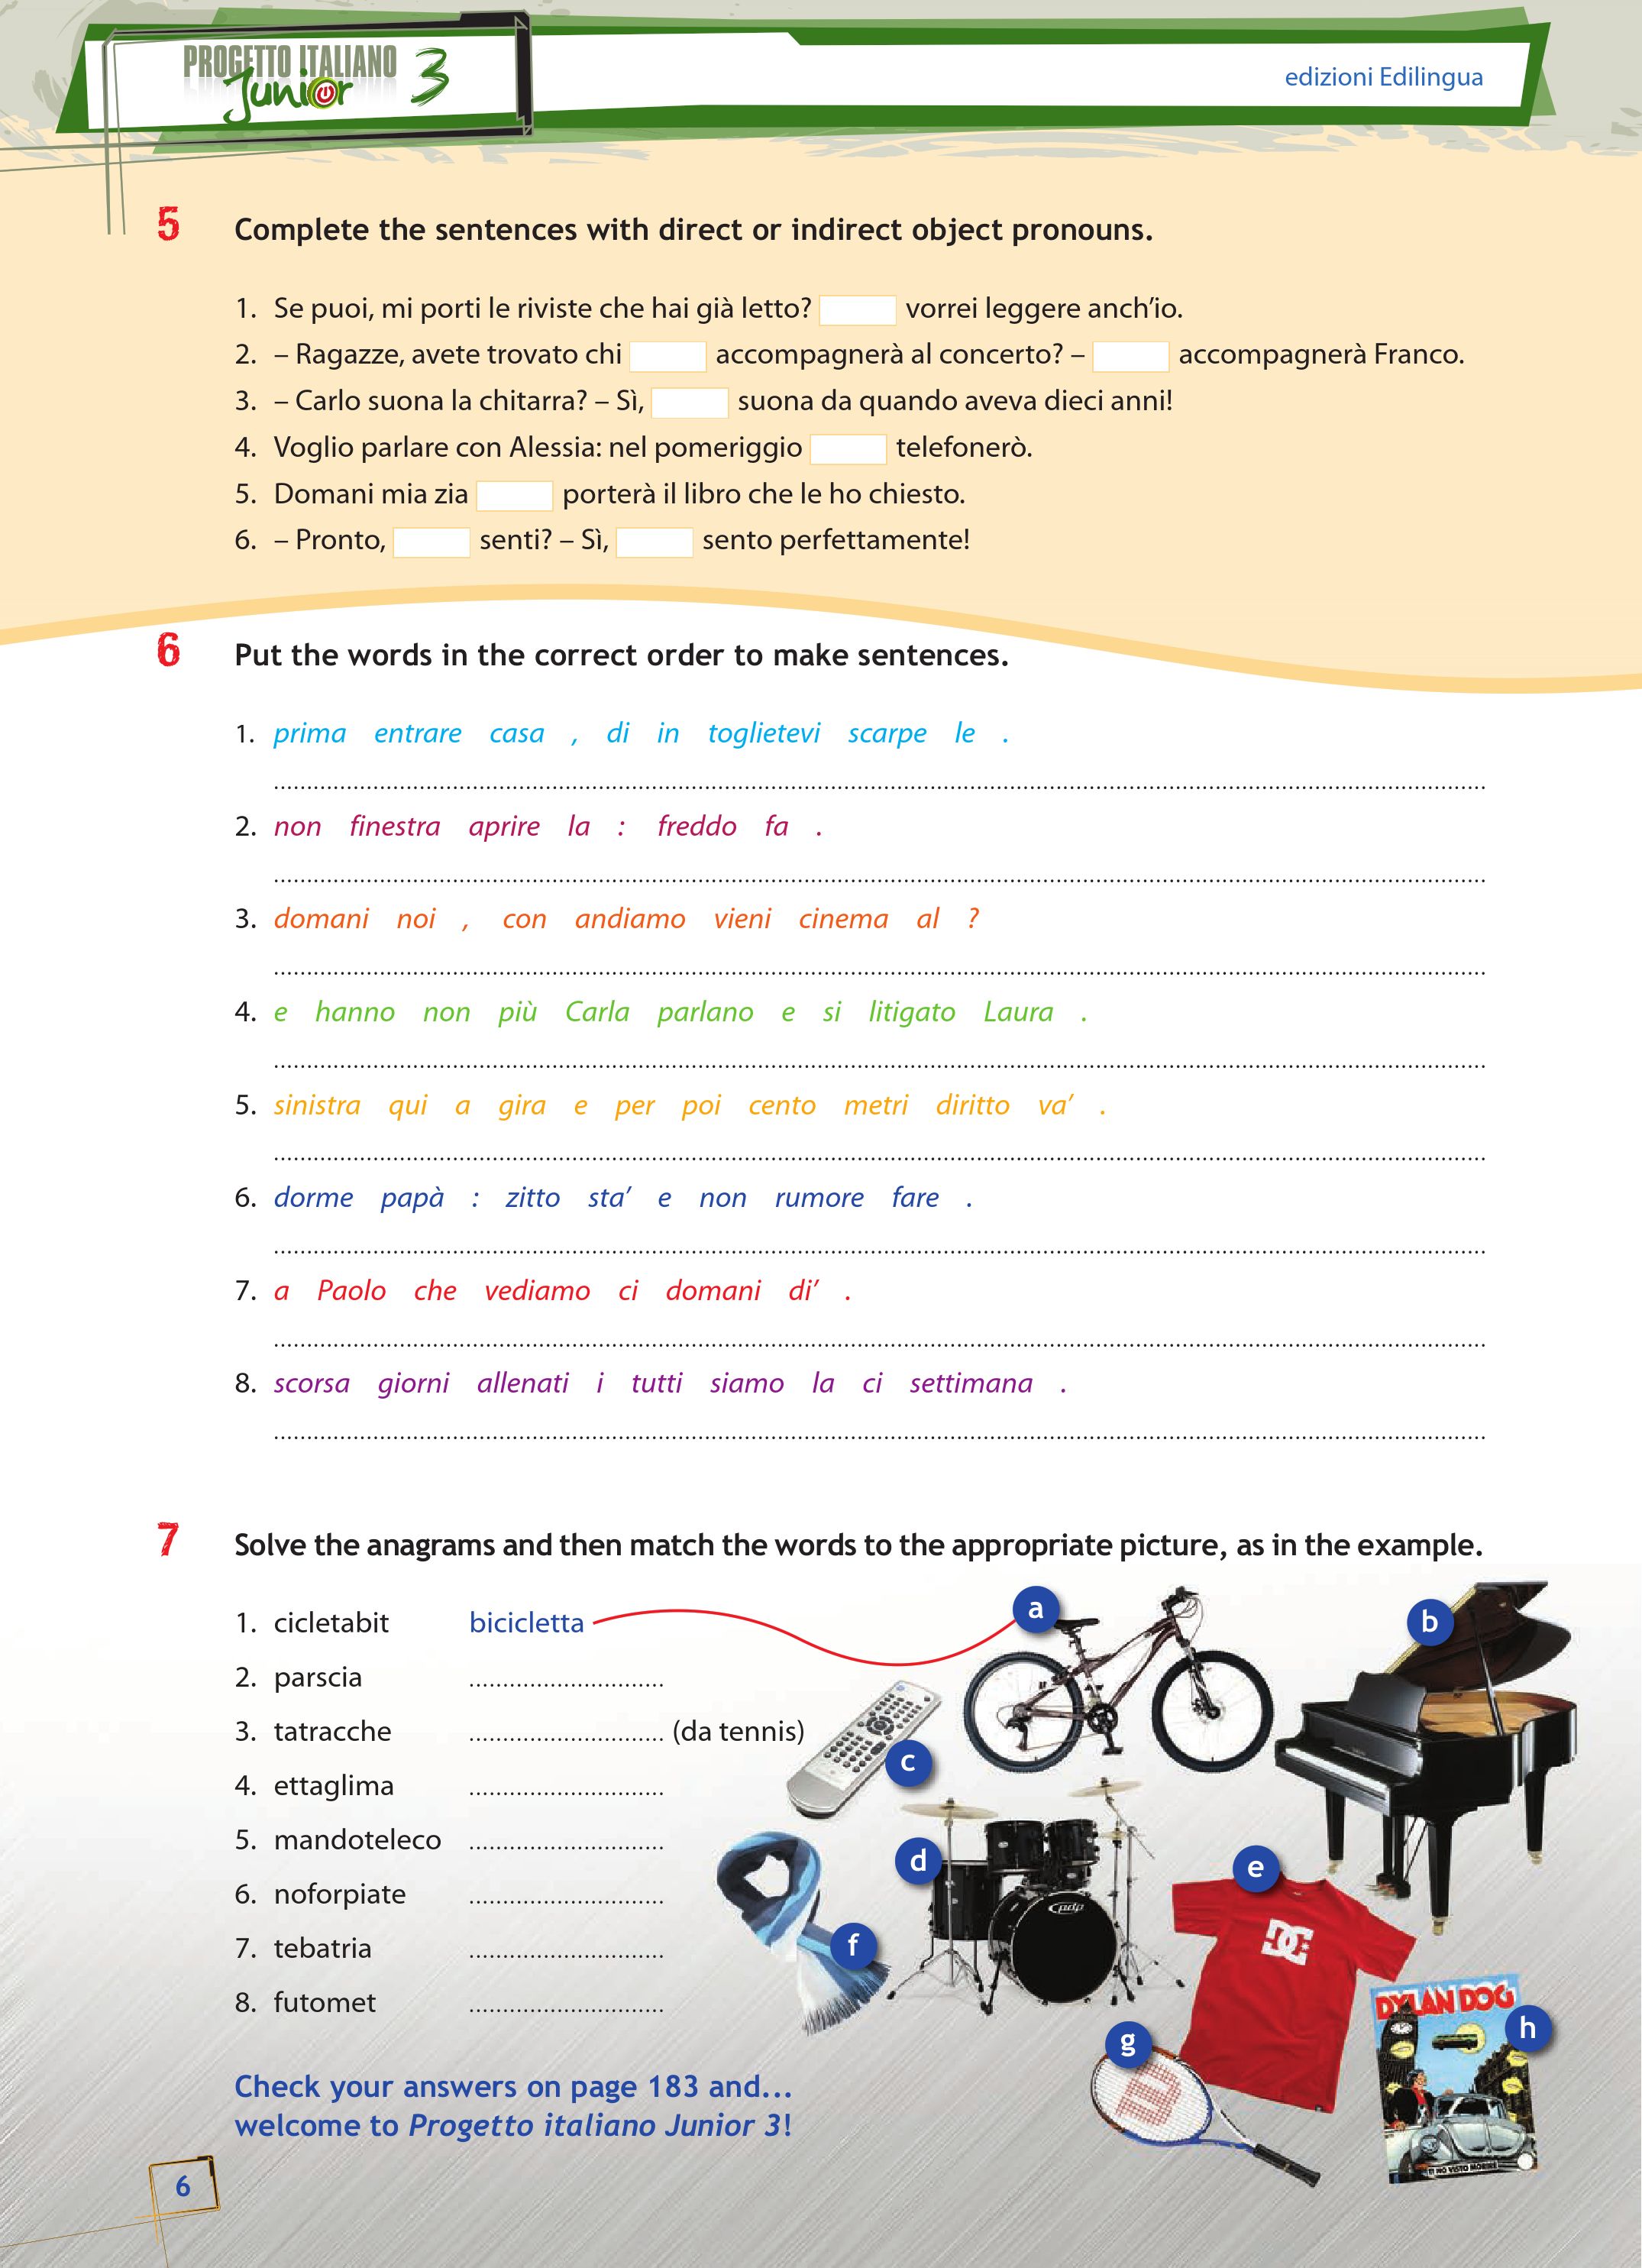 PROGETTO ITALIANO
Junior 3
edizioni Edilingua
5 Complete the sentences with direct or indirect object pronouns.
1. Se puoi, mi porti le riviste che hai già letto? vorrei leggere anch’io.
2. – Ragazze, avete trovato chi accompagnerà al concerto? – accompagnerà Franco.
3. – Carlo suona la chitarra? – Sì, suona da quando aveva dieci anni!
4. Voglio parlare con Alessia: nel pomeriggio telefonerò.
5. Domani mia zia porterà il libro che le ho chiesto.
6. – Pronto, senti? – Sì, sento perfettamente!
6 Put the words in the correct order to make sentences.
1. prima entrare casa , di in toglietevi scarpe le .
2. non finestra aprire la : freddo fa .
3. domani noi , con andiamo vieni cinema al ?
4. e hanno non più Carla parlano e si litigato Laura .
5. sinistra qui a gira e per poi cento metri diritto va’ .
6. dorme papà : zitto sta’ e non rumore fare .
7. a Paolo che vediamo ci domani di’ .
8. scorsa giorni allenati i tutti siamo la ci settimana .
7 Solve the anagrams and then match the words to the appropriate picture, as in the example.
1. cicletabit bicicletta
2. parscia
3. tatracche (da tennis)
4. ettaglima
5. mandoteleco
6. noforpiate
7. tebatria
8. futomet
a
b
c
d
e
f
g
h
pdp
DC
DYLAN DOG
TI HO VISTO MORIRE
Check your answers on page 183 and...
welcome to Progetto italiano Junior 3!
6